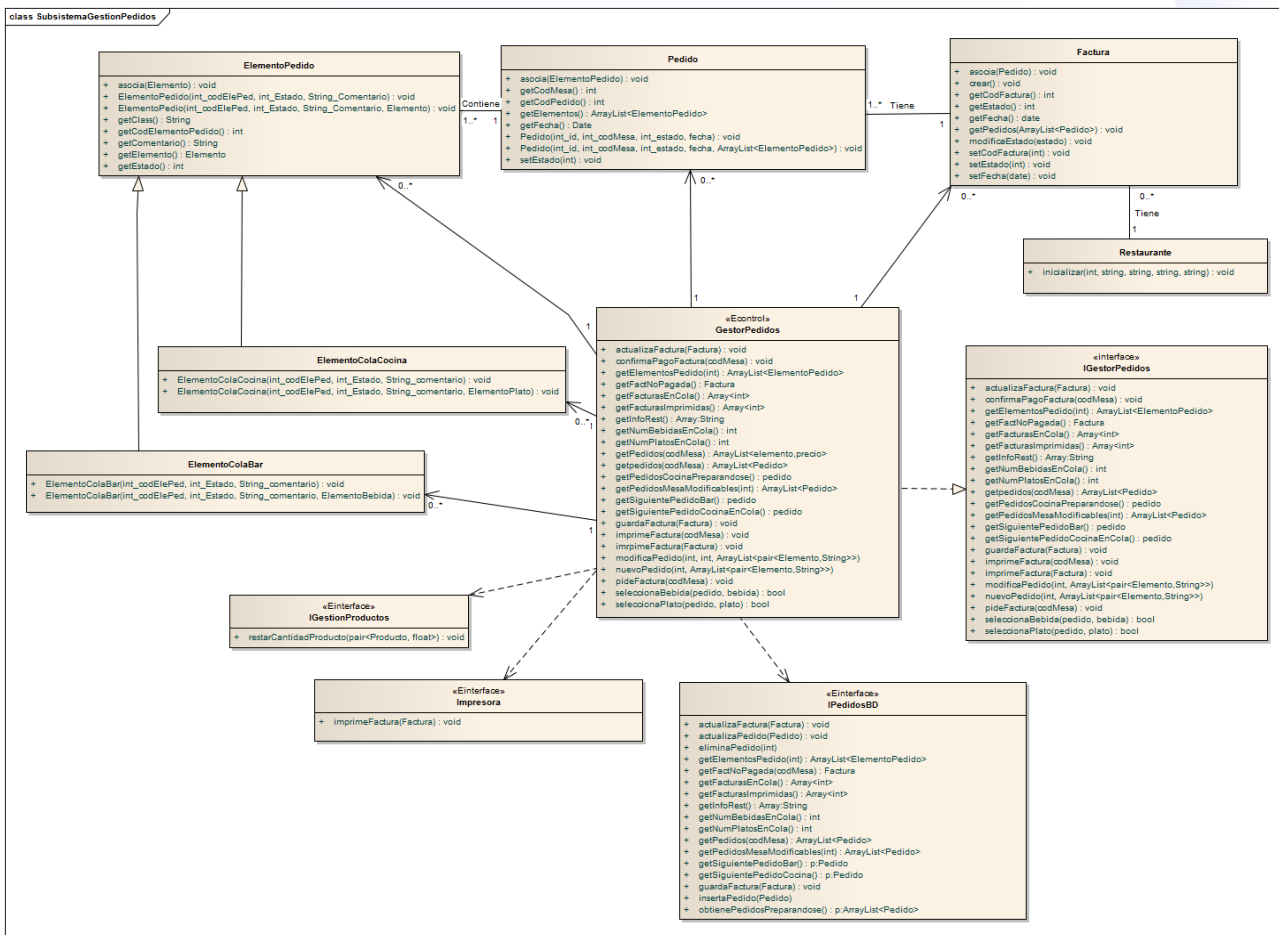 class SubsistemaGestionPedidos
ElementoPedido
+ asocia(Elemento) : void
+ ElementoPedido(int_codElePed, int_Estado, String_Comentario) : void
+ ElementoPedio(int_codElePed, int_Estado, String_Comentario, Elemento) : void
+ getClass() : String
+ getCodElementoPedido() : int
+ getComentario() : String
+ getElemento() : Elemento
+ getEstado() : int
Contiene
1..* 1
Pedido
+ asocia(ElementoPedido) : void
+ getCodMesa() : int
+ getCodPedido() : int
+ getElementos() : ArrayList<ElementoPedido>
+ getFecha() : Date
+ Pedido(int_id, int_codMesa, int_estado, fecha) : void
+ Pedido(int_id, int_codMesa, int_estado, fecha, ArrayList<ElementoPedido>) : void
+ setEstado(int) : void
1..* Tiene
1
Factura
+ asocia(Pedido) : void
+ crear() : void
+ getCodFactura() : int
+ getEstado() : int
+ getFecha() : date
+ getPedidos(ArrayList<Pedido>) : void
+ modificaEstado(estado) : void
+ setCodFactura(int) : void
+ setEstado(int) : void
+ setFecha(date) : void
0..*
0..*
0..*
0..*
Tiene
1
Restaurante
+ inicializar(int, string, string, string, string) : void
1
1
1
«Econtrol»
GestorPedidos
+ actualizaFactura(Factura) : void
+ confirmaPagoFactura(codMesa) : void
+ getElementosPedido(int) : ArrayList<ElementoPedido>
+ getFactNoPagada() : Factura
+ getFacturasEnCola() : Array<int>
+ getFacturasImprimidas() : Array<int>
+ getInfoRest() : Array:String
+ getNumBebidasEnCola() : int
+ getNumPlatosEnCola() : int
+ getPedidos(codMesa) : ArrayList<elemento,precio>
+ getpedidos(codMesa) : ArrayList<Pedido>
+ getPedidosCocinaPreparandose() : pedido
+ getPedidosMesaModificables(int) : ArrayList<Pedido>
+ getSiguientePedidoBar() : pedido
+ getSiguientePedidoCocinaEnCola() : pedido
+ guardaFactura(Factura) : void
+ imprimeFactura(codMesa) : void
+ imrpimeFactura(Factura) : void
+ modificaPedido(int, int, ArrayList<pair<Elemento,String>>)
+ nuevoPedido(int, ArrayList<pair<Elemento,String>>)
+ pideFactura(codMesa) : void
+ seleccionaBebida(pedido, bebida) : bool
+ seleccionaPlato(pedido, plato) : bool
«interface»
IGestorPedidos
+ actualizaFactura(Factura) : void
+ confirmaPagoFactura(codMesa) : void
+ getElementosPedido(int) : ArrayList<ElementoPedido>
+ getFactNoPagada() : Factura
+ getFacturasEnCola() : Array<int>
+ getFacturasImprimidas() : Array<int>
+ getInfoRest() : Array:String
+ getNumBebidasEnCola() : int
+ getNumPlatosEnCola() : int
+ getpedidos(codMesa) : ArrayList<Pedido>
+ getPedidosCocinaPreparandose() : pedido
+ getPedidosMesaModificables(int) : ArrayList<Pedido>
+ getSiguientePedidoBar() : pedido
+ getSiguientePedidoCocinaEnCola() : pedido
+ guardaFactura(Factura) : void
+ imprimeFactura(codMesa) : void
+ imprimeFactura(Factura) : void
+ modificaPedido(int, ArrayList<pair<Elemento,String>>)
+ nuevoPedido(int, ArrayList<pair<Elemento,String>>)
+ pideFactura(codMesa) : void
+ seleccionaBebida(pedido, bebida) : bool
+ seleccionaPlato(pedido, plato) : bool
ElementoColaCocina
+ ElementoColaCocina(int_codElePed, int_Estado, String_comentario) : void
+ ElementoColaCocina(int_codElePed, int_Estado, String_comentario, ElementoPlato) : void
0..* 1
ElementoColaBar
+ ElementoColaBar(int_codElePed, int_Estado, String_comentario) : void
+ ElementoColaBar(int_codElePed, int_Estado, String_comentario, ElementoBebida) : void
0..*
1
«Einterface»
IGestionProductos
+ restarCantidadProducto(pair<Producto, float>) : void
«Einterface»
Impresora
+ imprimeFactura(Factura) : void
«Einterface»
IPedidosBD
+ actualizaFactura(Factura) : void
+ actualizaPedido(Pedido) : void
+ eliminaPedido(int)
+ getElementosPedido(int) : ArrayList<ElementoPedido>
+ getFactNoPagada(codMesa) : Factura
+ getFacturasEnCola() : Array<int>
+ getFacturasImprimidas() : Array<int>
+ getInfoRest() : Array:String
+ getNumBebidasEnCola() : int
+ getNumPlatosEnCola() : int
+ getPedidos(codMesa) : ArrayList<Pedido>
+ getPedidosMesaModificables(int) : ArrayList<Pedido>
+ getSiguientePedidoBar() : p:Pedido
+ getSiguientePedidoCocina() : p:Pedido
+ guardaFactura(Factura) : void
+ insertaPedido(Pedido)
+ obtienePedidosPreparandose() : p:ArrayList<Pedido>